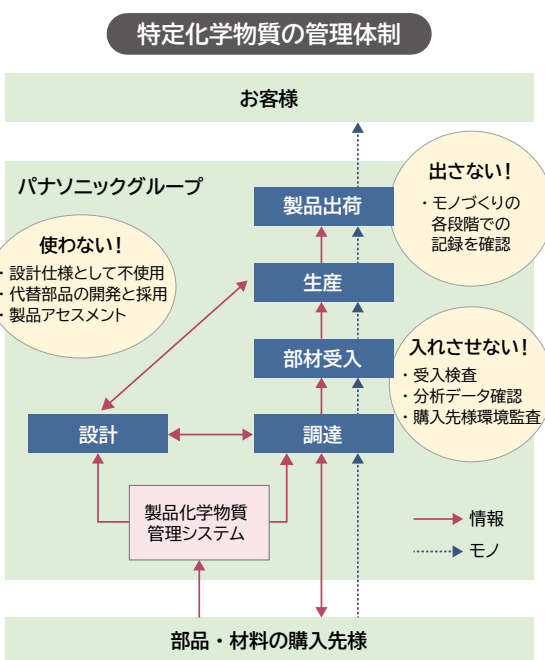 特定化学物質の管理体制
お客様
パナソニックグループ
出さない！
・モノづくりの
各段階での
記録を確認
製品出荷
使わない！
・設計仕様として不使用
・代替部品の開発と採用
・製品アセスメント
生産
部材受入
入れさせない！
・受入検査
・分析データ確認
・購入先様環境監査
設計
調達
製品化学物質
管理システム
情報
モノ
部品・材料の購入先様